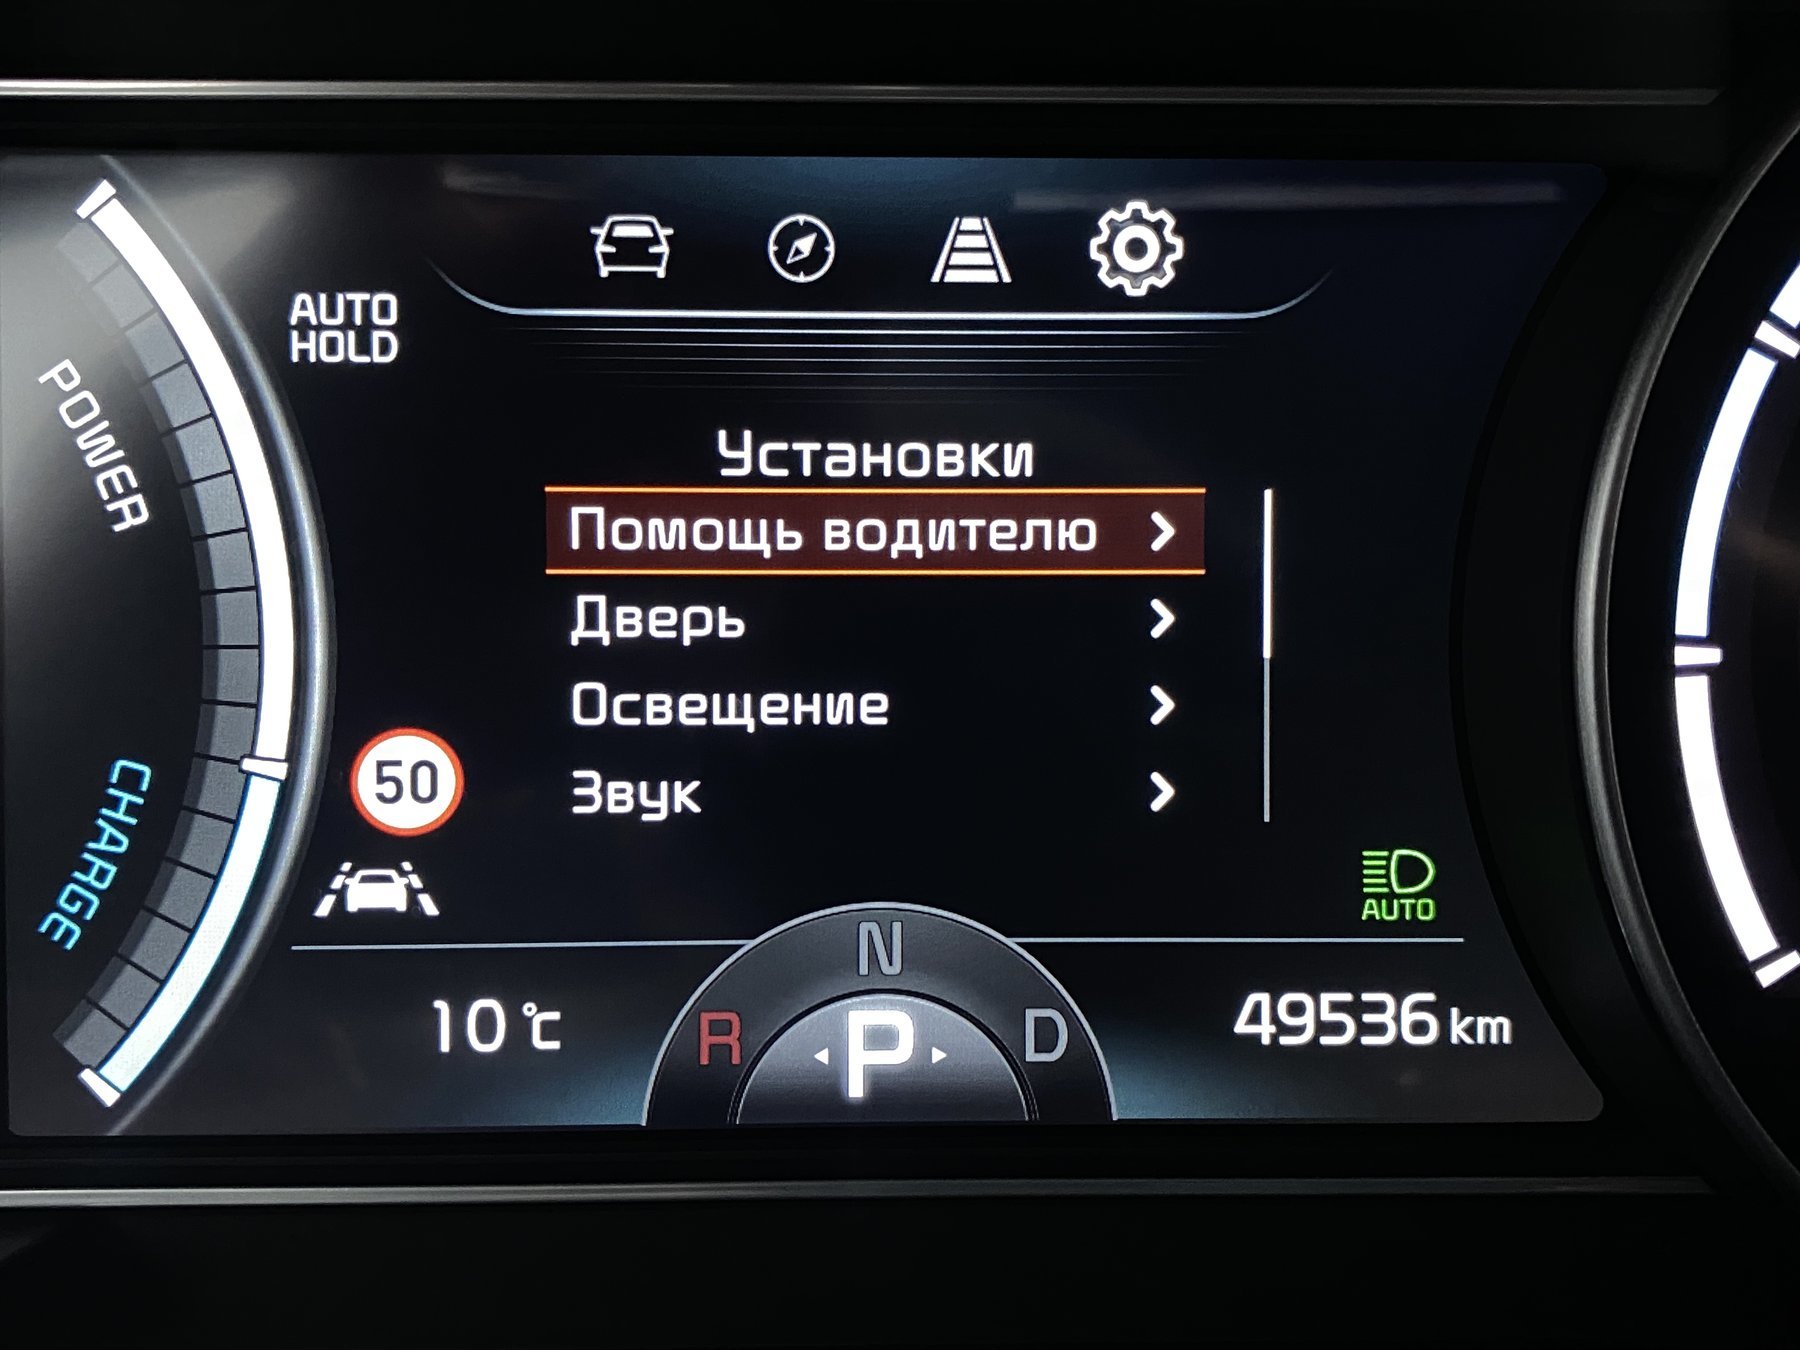 AUTO
HOLD
POWER
CHARGE
Установки
Помощь водителю
Дверь
Освещение
Звук
50
AUTO
N
R
P
D
10 °C
49536 km